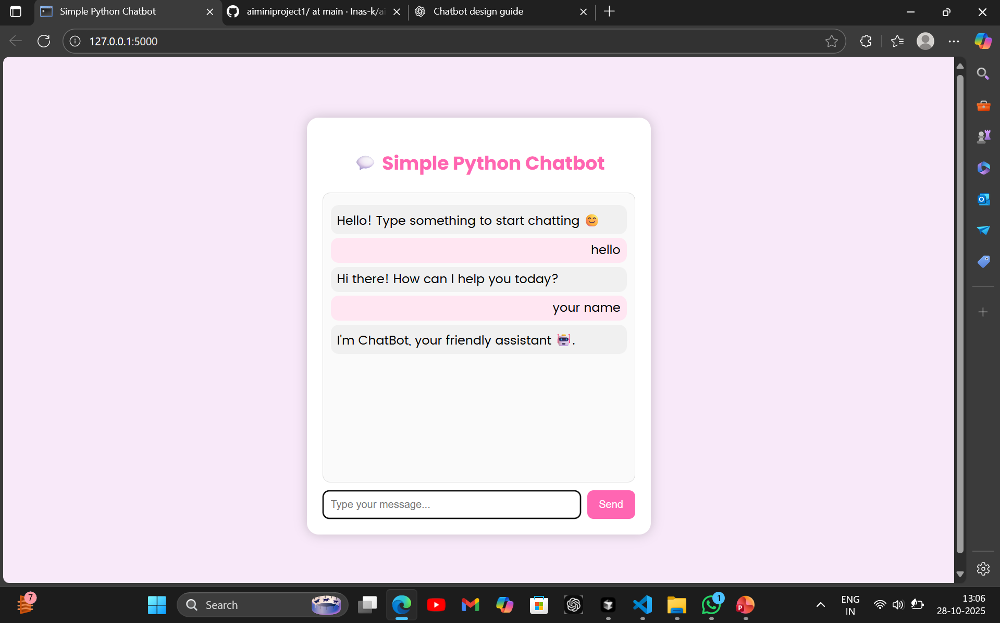 Simple Python Chatbot
aiminiproject1/ at main · Inas-k/ai
Chatbot design guide
127.0.0.1:5000
💬 Simple Python Chatbot
Hello! Type something to start chatting 😊
hello
Hi there! How can I help you today?
your name
I'm ChatBot, your friendly assistant 🤖.
Type your message...
Send
7
Search
1
ENG
IN
13:06
28-10-2025